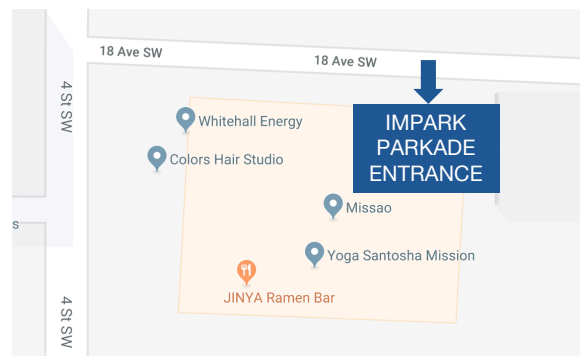 18 Ave SW
18 Ave SW
4 St SW
IMPARK
PARKADE
ENTRANCE
Whitehall Energy
Colors Hair Studio
Missao
s
Yoga Santosha Mission
JINYA Ramen Bar
4 St SW